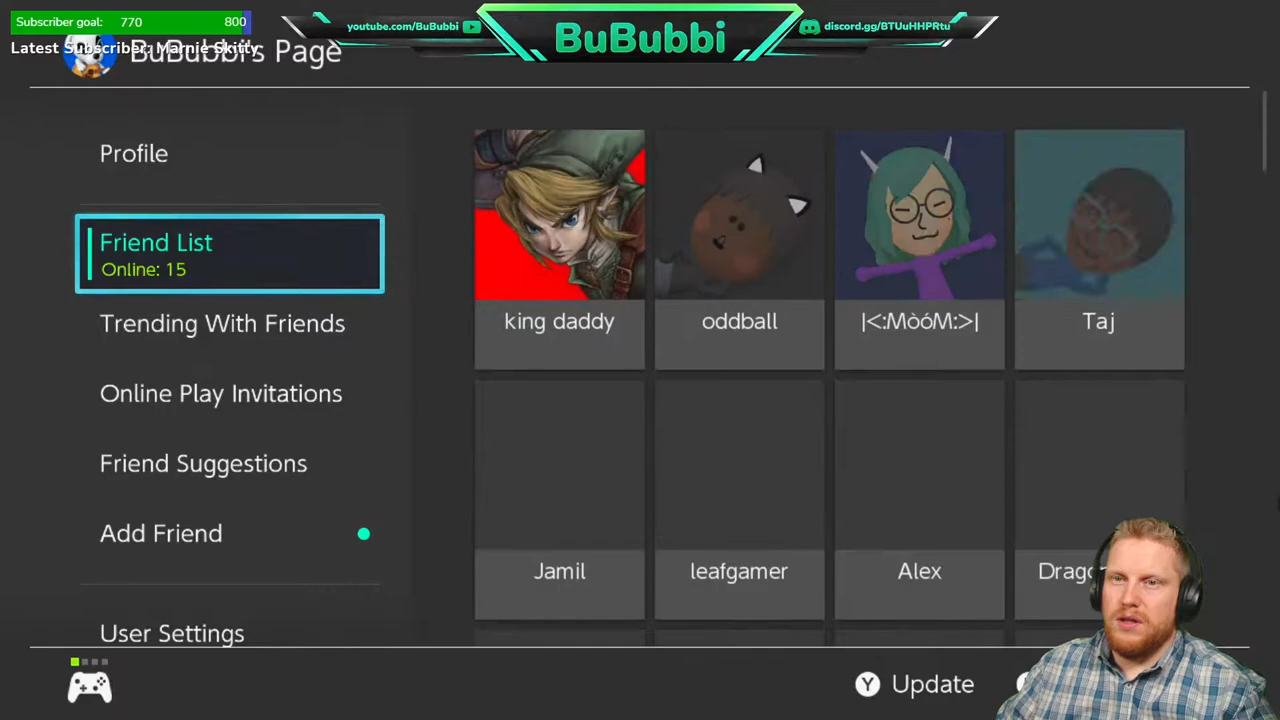 Subscriber goal: 770 800
Latest Subscriber: Marnie Skitty
youtube.com/BuBubbi
BuBubbi
discord.gg/BTUuHHPRtu
BuBubbi's Page
Profile
Friend List
Online: 15
Trending With Friends
Online Play Invitations
Friend Suggestions
Add Friend
User Settings
king daddy
oddball
|<:MòóM:>|
Taj
Jamil
leafgamer
Alex
Y Update